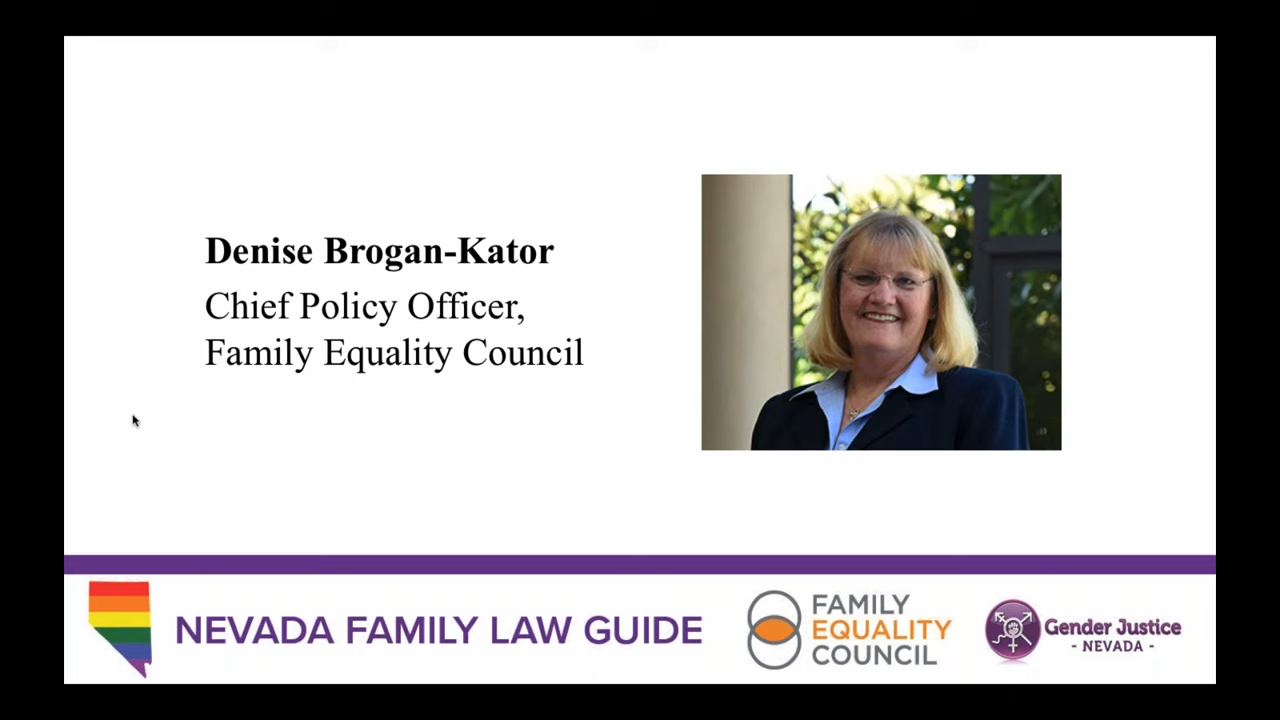 Denise Brogan-Kator
Chief Policy Officer,
Family Equality Council
NEVADA FAMILY LAW GUIDE
FAMILY
EQUALITY
COUNCIL
Gender Justice
- NEVADA -